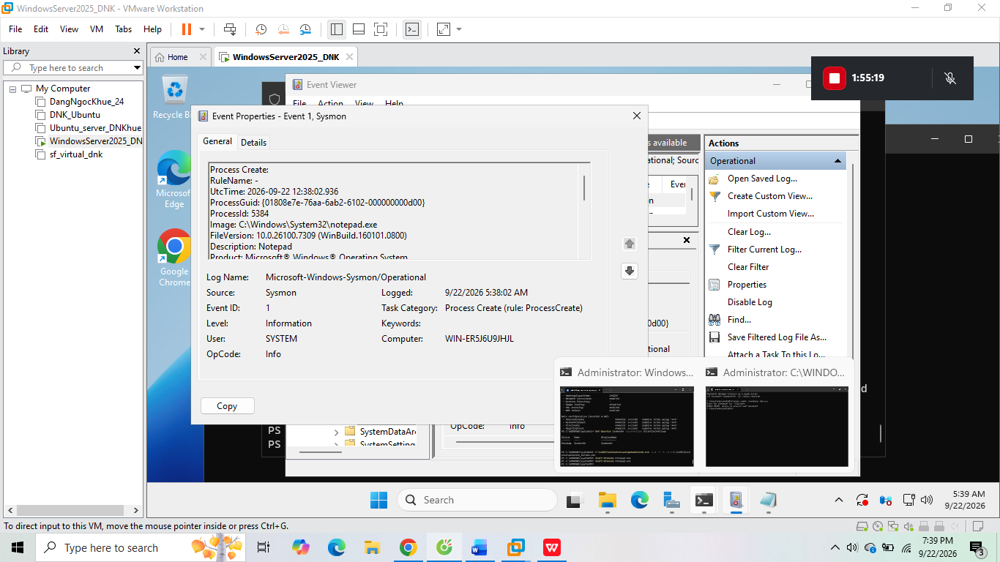 WindowsServer2025_DNK - VMware Workstation
File Edit View VM Tabs Help
Library
Type here to search
My Computer
DangNgocKhue_24
DNK_Ubuntu
Ubuntu_server_DNKhue
WindowsServer2025_DN
sf_virtual_dnk
Home
WindowsServer2025_DNK
1:55:19
Recycle Bi
Microsof
Edge
Google
Chrome
Event Viewer
File Action View Help
Event Properties - Event 1, Sysmon
General Details
Process Create:
RuleName: -
UtcTime: 2026-09-22 12:38:02.936
ProcessGuid: {01808e7e-76aa-6ab2-6102-000000000d00}
ProcessId: 5384
Image: C:\Windows\System32\notepad.exe
FileVersion: 10.0.26100.7309 (WinBuild.160101.0800)
Description: Notepad
Product: Microsoft® Windows® Operating System
Log Name: Microsoft-Windows-Sysmon/Operational
Source: Sysmon Logged: 9/22/2026 5:38:02 AM
Event ID: 1 Task Category: Process Create (rule: ProcessCreate)
Level: Information Keywords:
User: SYSTEM Computer: WIN-ER5J6U9JHJL
OpCode: Info
Copy
s available
ational; Sourc
e Ever
on
0d00}
ational
Actions
Operational
Open Saved Log...
Create Custom View...
Import Custom View...
Clear Log...
Filter Current Log...
Clear Filter
Properties
Disable Log
Find...
Save Filtered Log File As...
Attach a Task To this Lo...
Administrator: Windows...
Administrator: C:\WINDO...
d
PS
PS
SystemDataAr
SystemSetting
OpCode: Info
Search
5:39 AM
9/22/2026
To direct input to this VM, move the mouse pointer inside or press Ctrl+G.
Type here to search
7:39 PM
9/22/2026
3